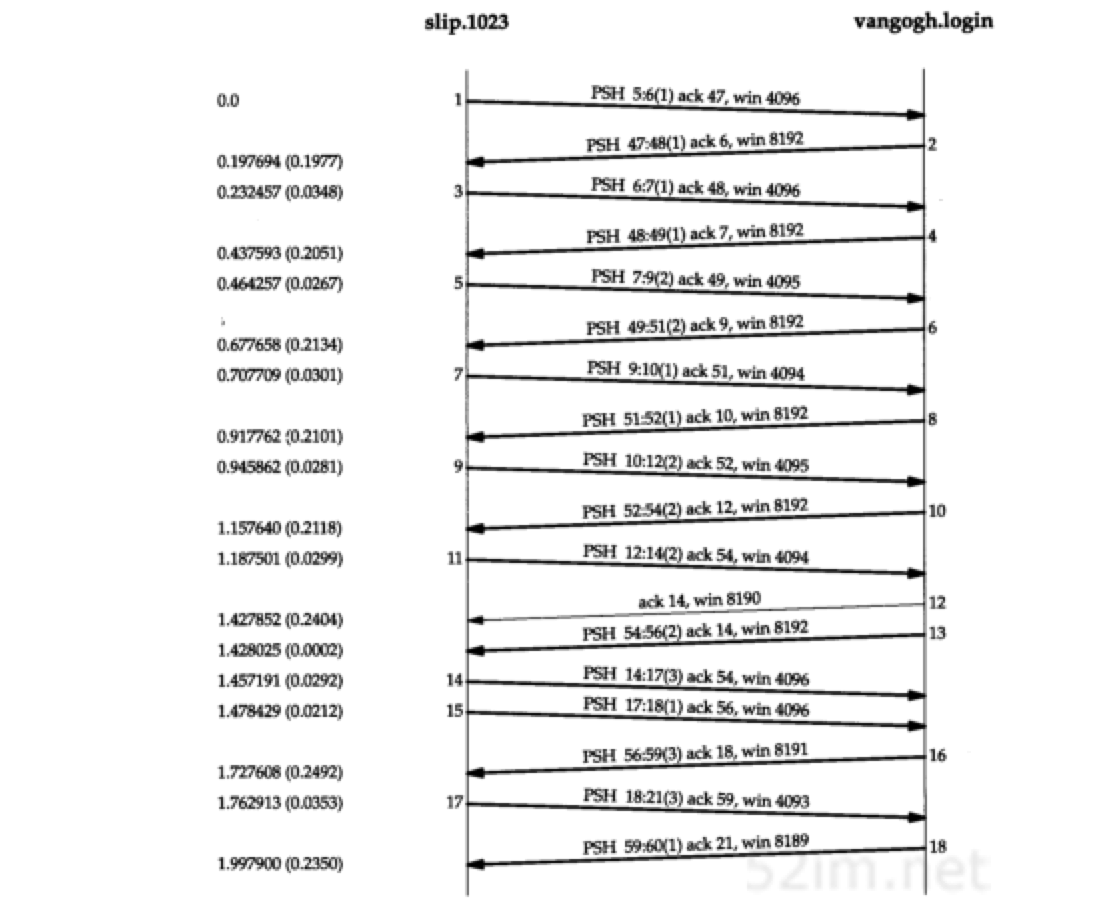 slip.1023 vangogh.login
0.0 1 PSH 5:6(1) ack 47, win 4096
PSH 47:48(1) ack 6, win 8192 2
0.197694 (0.1977)
0.232457 (0.0348) 3 PSH 6:7(1) ack 48, win 4096
PSH 48:49(1) ack 7, win 8192 4
0.437593 (0.2051)
0.464257 (0.0267) 5 PSH 7:9(2) ack 49, win 4095
PSH 49:51(2) ack 9, win 8192 6
0.677658 (0.2134)
0.707709 (0.0301) 7 PSH 9:10(1) ack 51, win 4094
PSH 51:52(1) ack 10, win 8192 8
0.917762 (0.2101)
0.945862 (0.0281) 9 PSH 10:12(2) ack 52, win 4095
PSH 52:54(2) ack 12, win 8192 10
1.157640 (0.2118)
1.187501 (0.0299) 11 PSH 12:14(2) ack 54, win 4094
ack 14, win 8190 12
1.427852 (0.2404)
PSH 54:56(2) ack 14, win 8192 13
1.428025 (0.0002)
1.457191 (0.0292) 14 PSH 14:17(3) ack 54, win 4096
1.478429 (0.0212) 15 PSH 17:18(1) ack 56, win 4096
PSH 56:59(3) ack 18, win 8191 16
1.727608 (0.2492)
1.762913 (0.0353) 17 PSH 18:21(3) ack 59, win 4093
PSH 59:60(1) ack 21, win 8189 18
1.997900 (0.2350)
52im.net